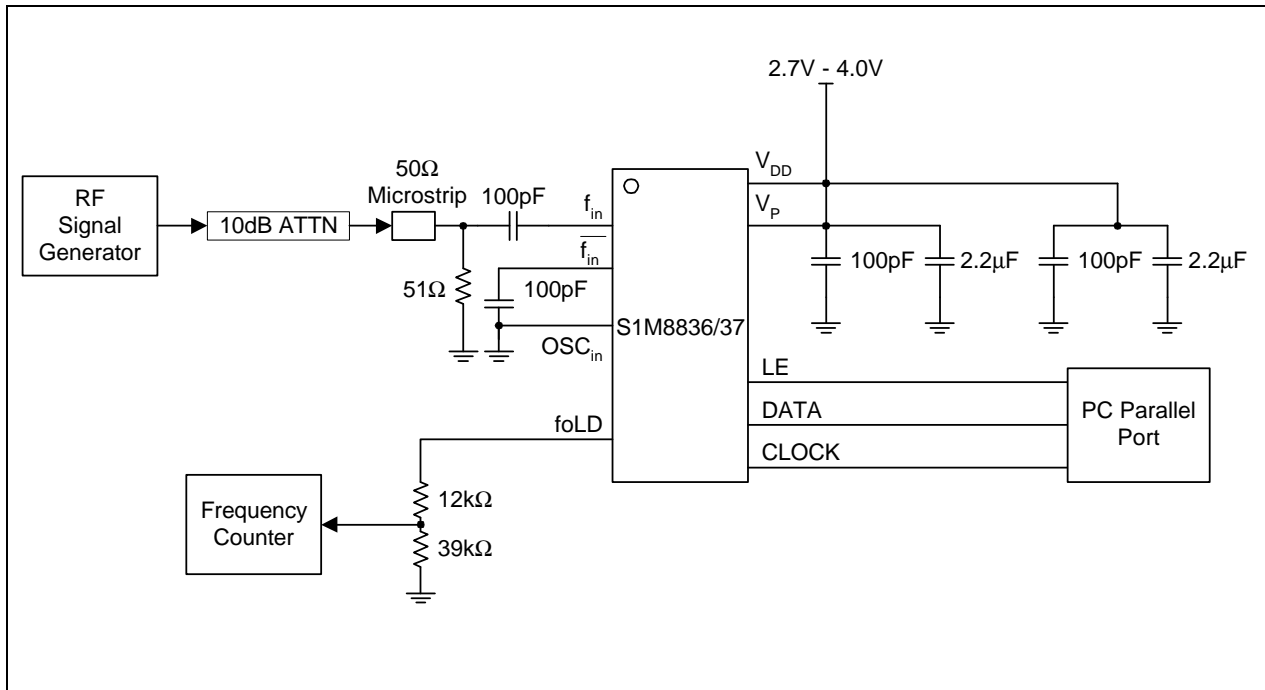 2.7V - 4.0V
RF
Signal
Generator
10dB ATTN
50Ω
Microstrip
100pF
51Ω
100pF
f_in
f̅_i̅n̅
OSC_in
foLD
S1M8836/37
V_DD
V_P
100pF
2.2μF
100pF
2.2μF
LE
DATA
CLOCK
PC Parallel
Port
12kΩ
39kΩ
Frequency
Counter